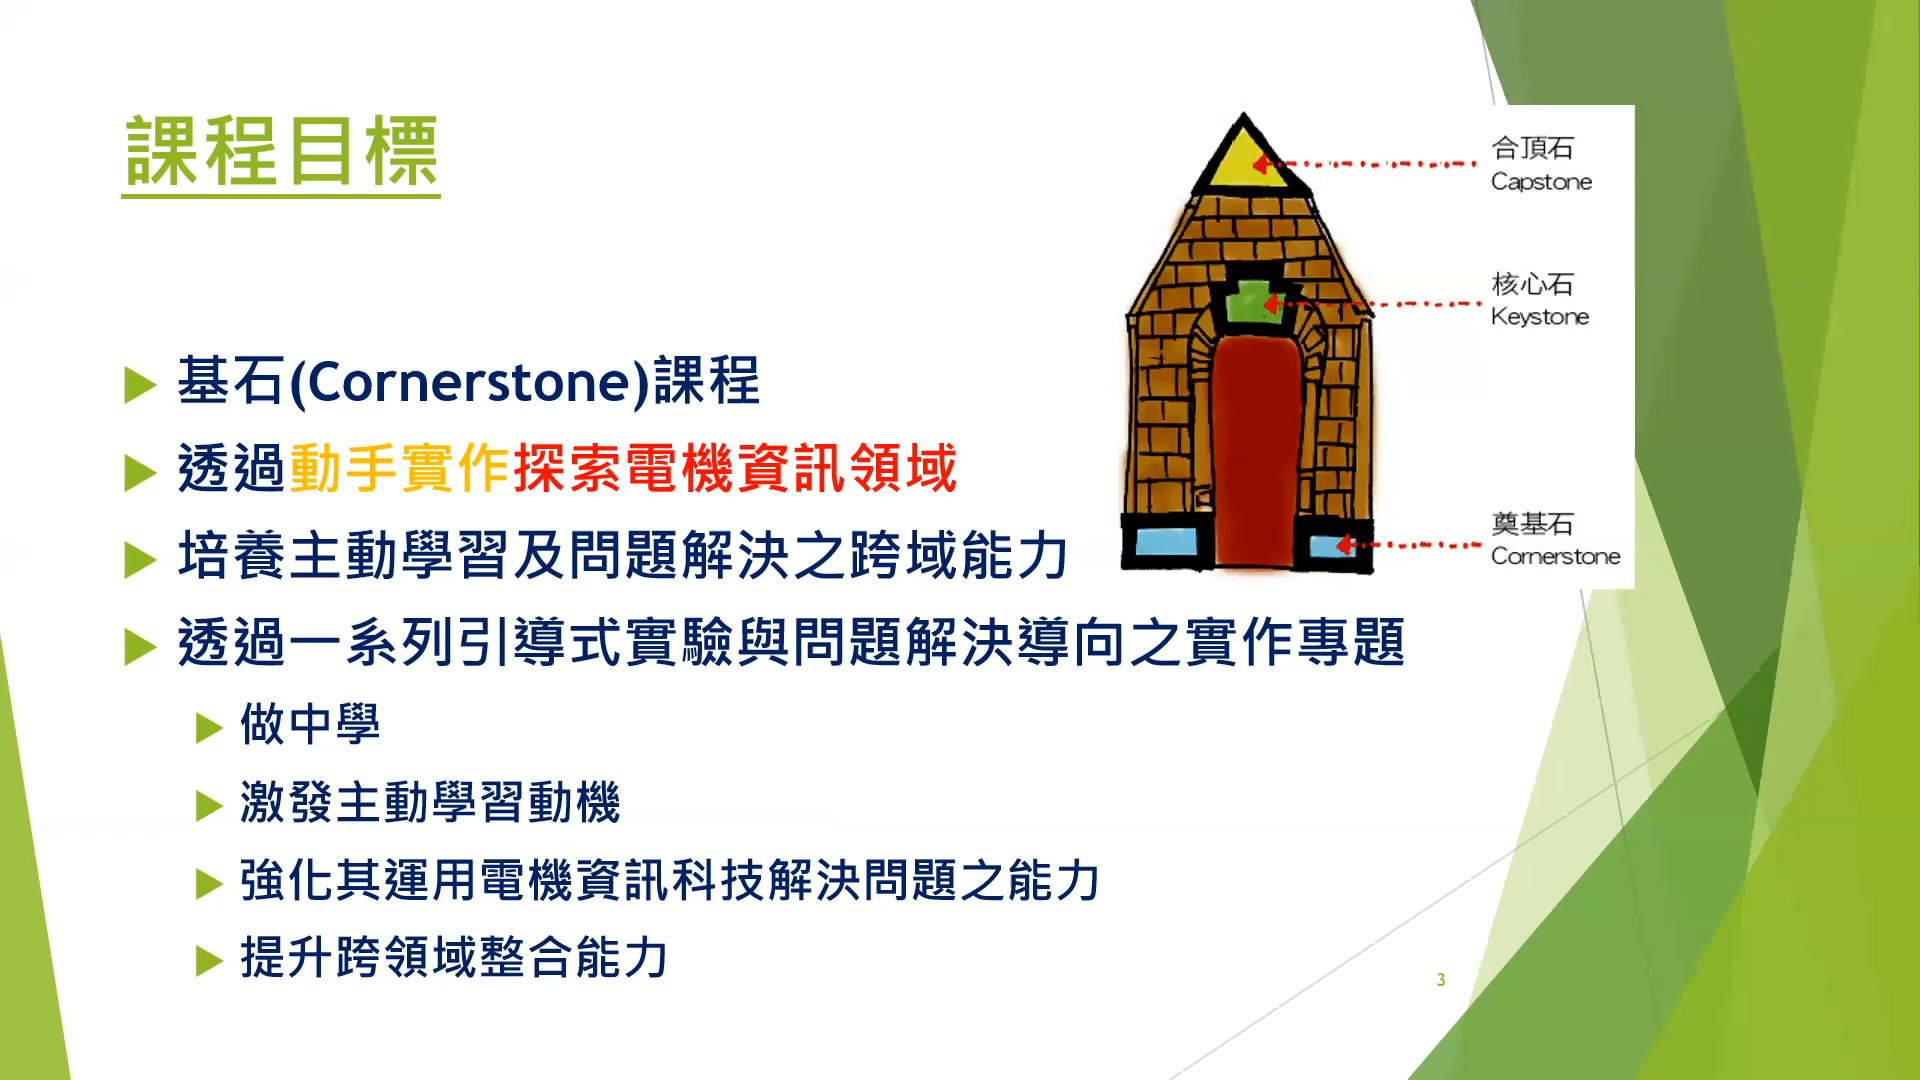 課程目標
合頂石
Capstone
核心石
Keystone
奠基石
Cornerstone
基石(Cornerstone)課程
透過動手實作探索電機資訊領域
培養主動學習及問題解決之跨域能力
透過一系列引導式實驗與問題解決導向之實作專題
做中學
激發主動學習動機
強化其運用電機資訊科技解決問題之能力
提升跨領域整合能力
3